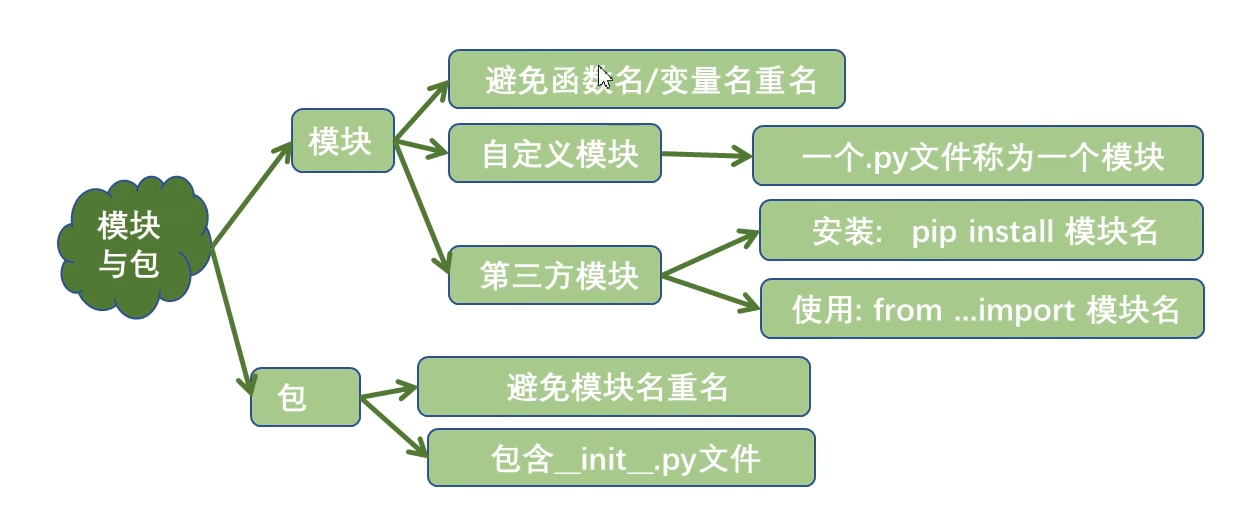 模块
与包
模块
避免函数名/变量名重名
自定义模块
一个.py文件称为一个模块
第三方模块
安装: pip install 模块名
使用: from ...import 模块名
包
避免模块名重名
包含__init__.py文件